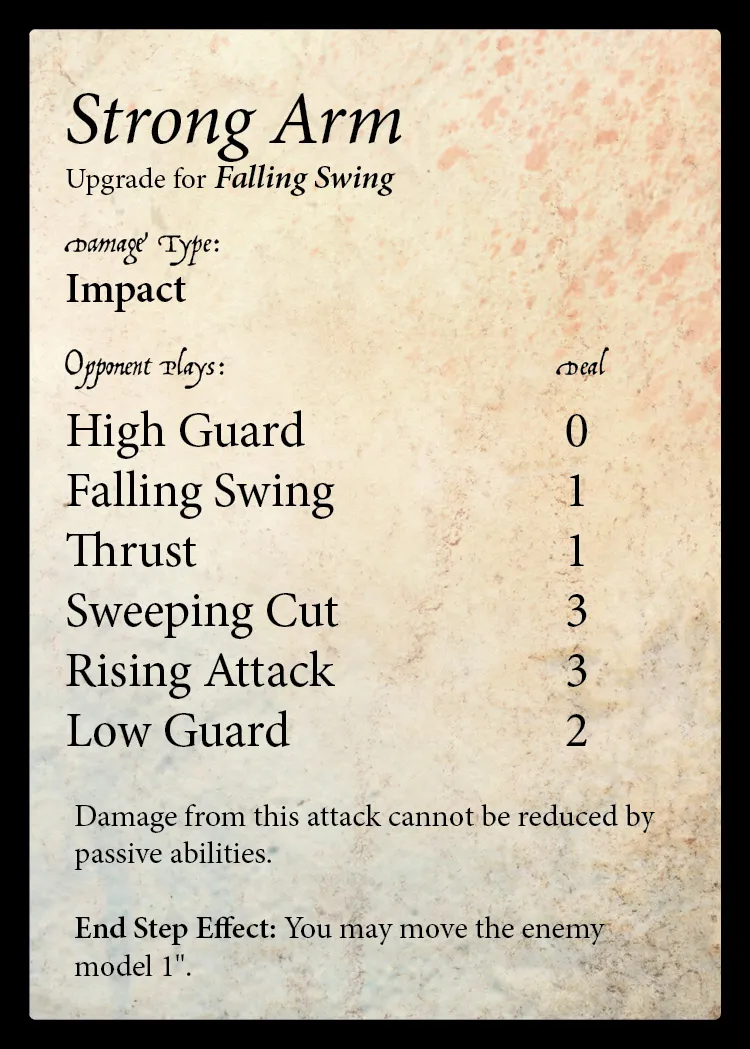 Strong Arm
Upgrade for Falling Swing
Damage Type:
Impact
Opponent Plays: Deal
High Guard 0
Falling Swing 1
Thrust 1
Sweeping Cut 3
Rising Attack 3
Low Guard 2
Damage from this attack cannot be reduced by
passive abilities.
End Step Effect: You may move the enemy
model 1".